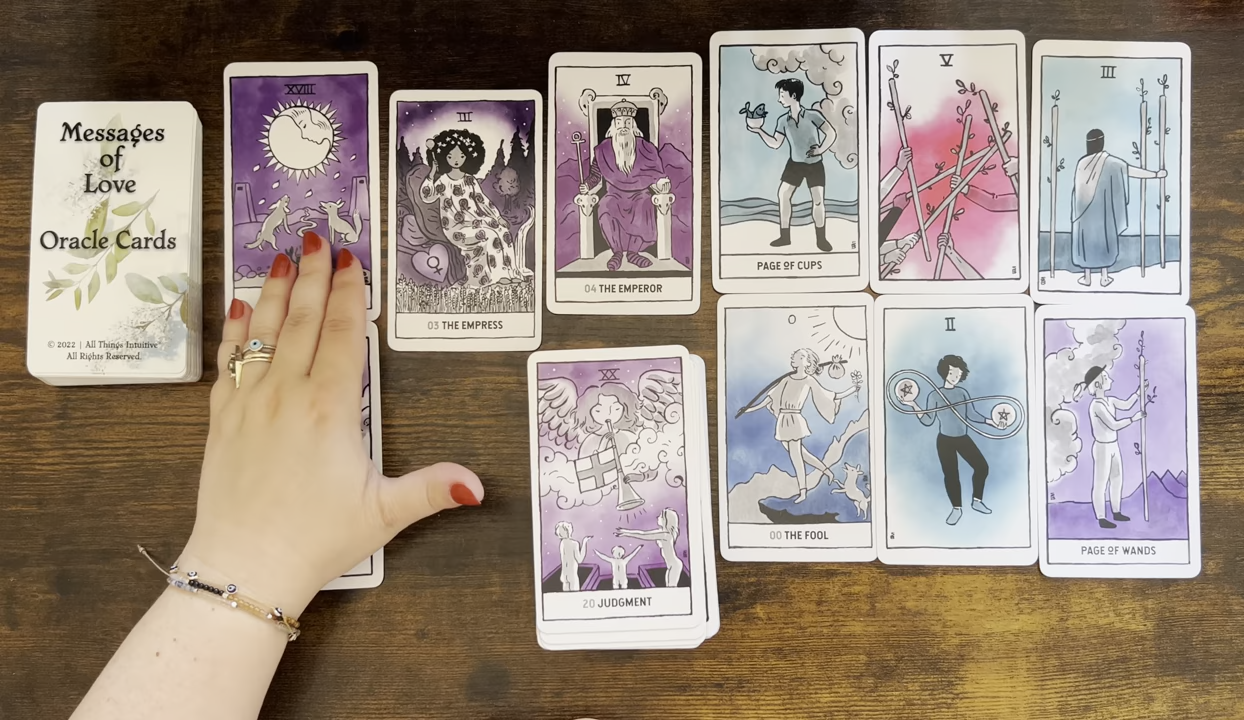 Messages
of
Love
Oracle Cards
© 2022 | All Things Intuitive
All Rights Reserved.
XVIII
III
03 THE EMPRESS
IV
04 THE EMPEROR
PAGE OF CUPS
V
III
XX
20 JUDGMENT
0
00 THE FOOL
II
PAGE OF WANDS